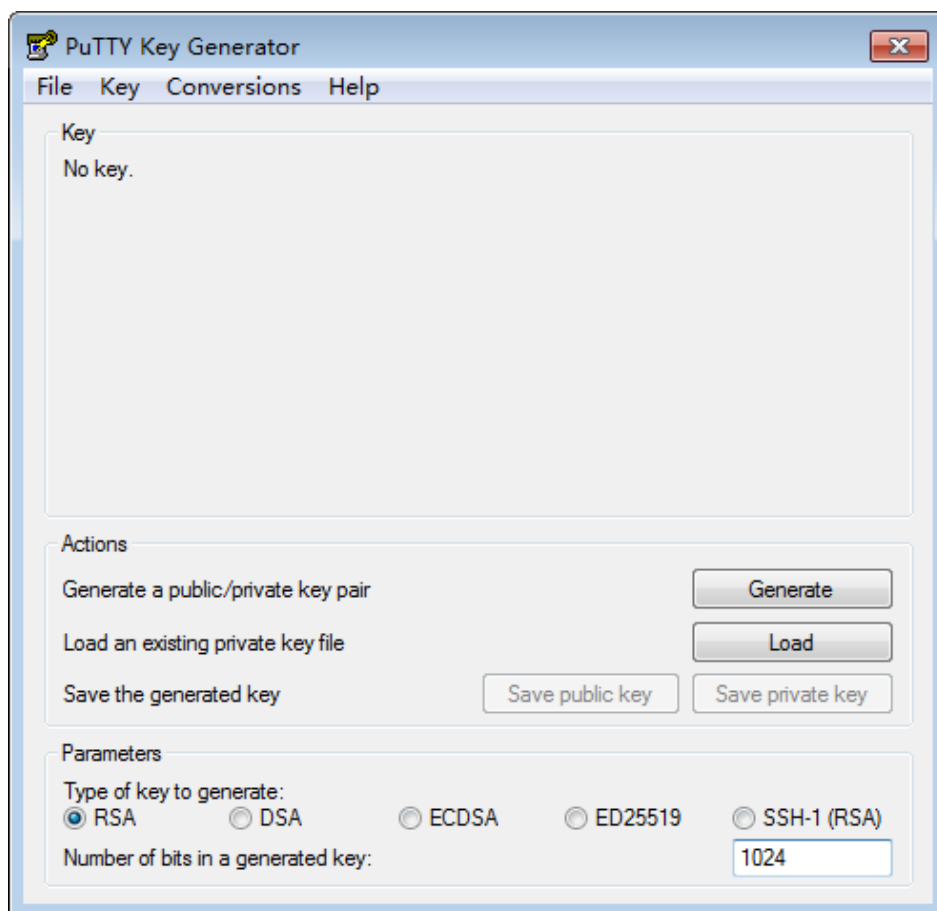 PuTTY Key Generator
File Key Conversions Help
Key
No key.
Actions
Generate a public/private key pair Generate
Load an existing private key file Load
Save the generated key Save public key Save private key
Parameters
Type of key to generate:
RSA DSA ECDSA ED25519 SSH-1 (RSA)
Number of bits in a generated key: 1024